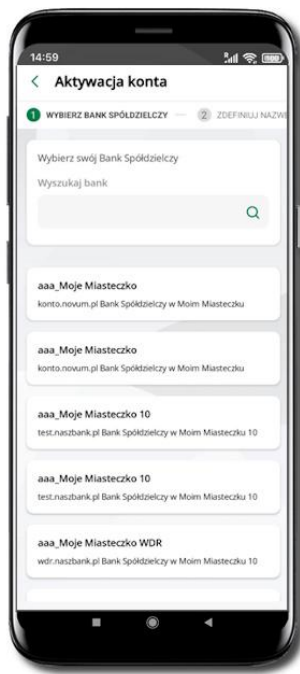 14:59
Aktywacja konta
1 WYBIERZ BANK SPÓŁDZIELCZY 2 ZDEFINIUJ NAZW
Wybierz swój Bank Spółdzielczy
Wyszukaj bank
aaa_Moje Miasteczko
konto.novum.pl Bank Spółdzielczy w Moim Miasteczku
aaa_Moje Miasteczko
konto.novum.pl Bank Spółdzielczy w Moim Miasteczku
aaa_Moje Miasteczko 10
test.naszbank.pl Bank Spółdzielczy w Moim Miasteczku 10
aaa_Moje Miasteczko 10
test.naszbank.pl Bank Spółdzielczy w Moim Miasteczku 10
aaa_Moje Miasteczko WDR
wdr.naszbank.pl Bank Spółdzielczy w Moim Miasteczku 10